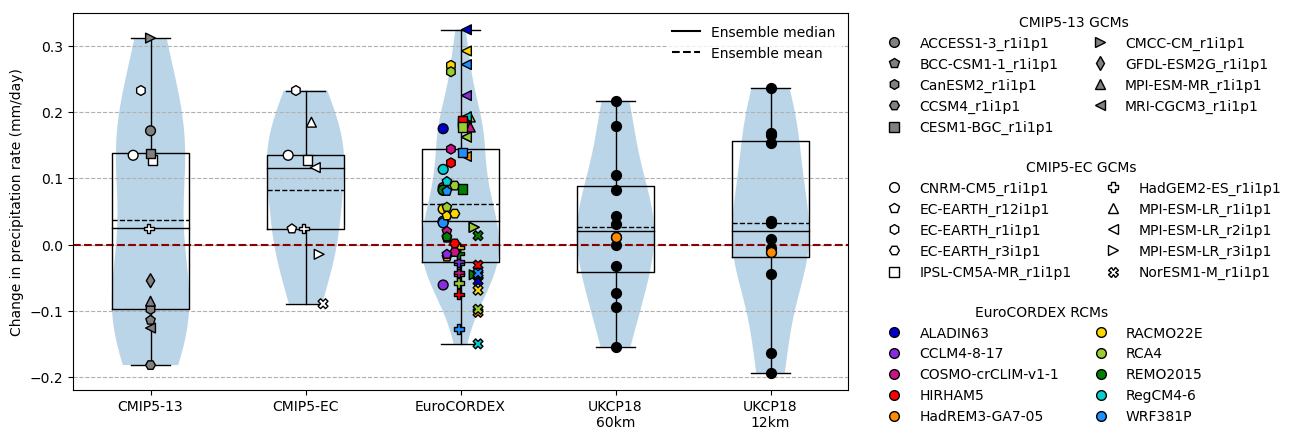 Change in precipitation rate (mm/day)
0.3
0.2
0.1
0.0
−0.1
−0.2
Ensemble median
Ensemble mean
CMIP5-13
CMIP5-EC
EuroCORDEX
UKCP18
60km
UKCP18
12km
CMIP5-13 GCMs
ACCESS1-3_r1i1p1
BCC-CSM1-1_r1i1p1
CanESM2_r1i1p1
CCSM4_r1i1p1
CESM1-BGC_r1i1p1
CMCC-CM_r1i1p1
GFDL-ESM2G_r1i1p1
MPI-ESM-MR_r1i1p1
MRI-CGCM3_r1i1p1
CMIP5-EC GCMs
CNRM-CM5_r1i1p1
EC-EARTH_r12i1p1
EC-EARTH_r1i1p1
EC-EARTH_r3i1p1
IPSL-CM5A-MR_r1i1p1
HadGEM2-ES_r1i1p1
MPI-ESM-LR_r1i1p1
MPI-ESM-LR_r2i1p1
MPI-ESM-LR_r3i1p1
NorESM1-M_r1i1p1
EuroCORDEX RCMs
ALADIN63
CCLM4-8-17
COSMO-crCLIM-v1-1
HIRHAM5
HadREM3-GA7-05
RACMO22E
RCA4
REMO2015
RegCM4-6
WRF381P